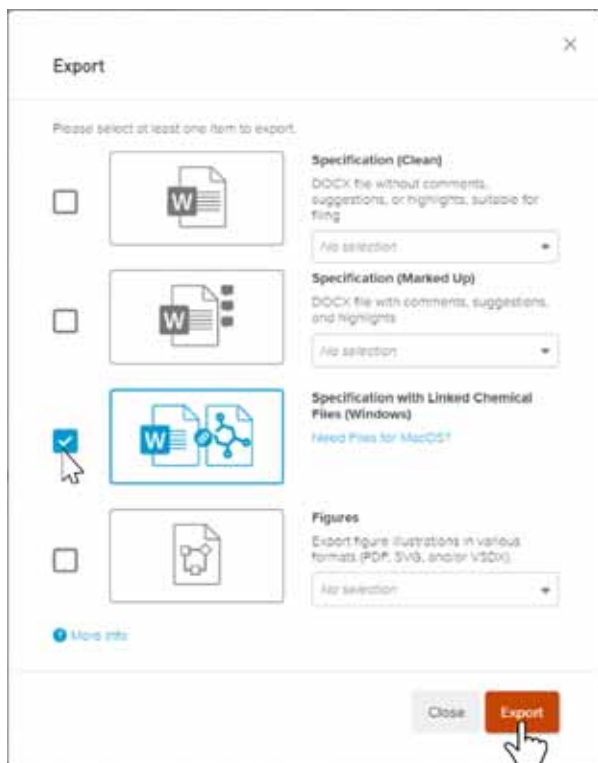 Export
Please select at least one item to export.
Specification (Clean)
DOCX file without comments,
suggestions, or highlights, suitable for
filing
No selection
Specification (Marked Up)
W
DOCX file with comments, suggestions,
and highlights
No selection
Specification with Linked Chemical
Files (Windows)
W
Need Files for MacOS?
Figures
Export figure illustrations in various
formats (PDF, SVG, and/or VSDX)
No selection
? More info
Close
Export